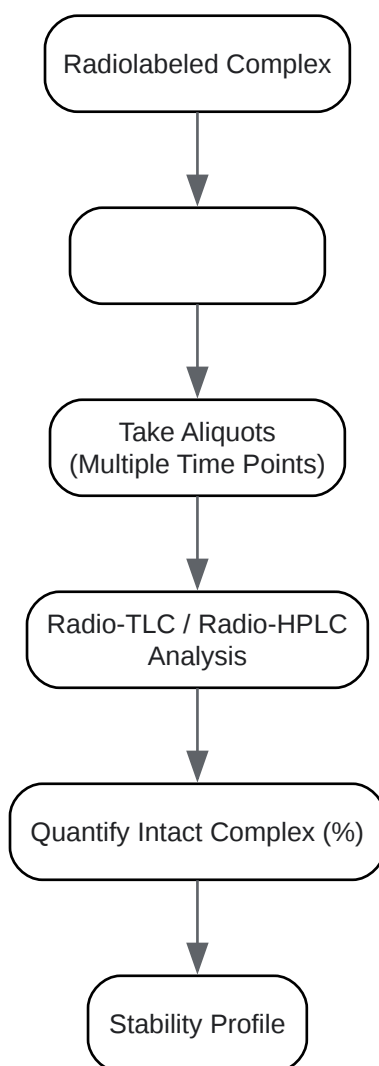 Radiolabeled Complex
Take Aliquots
(Multiple Time Points)
Radio-TLC / Radio-HPLC
Analysis
Quantify Intact Complex (%)
Stability Profile